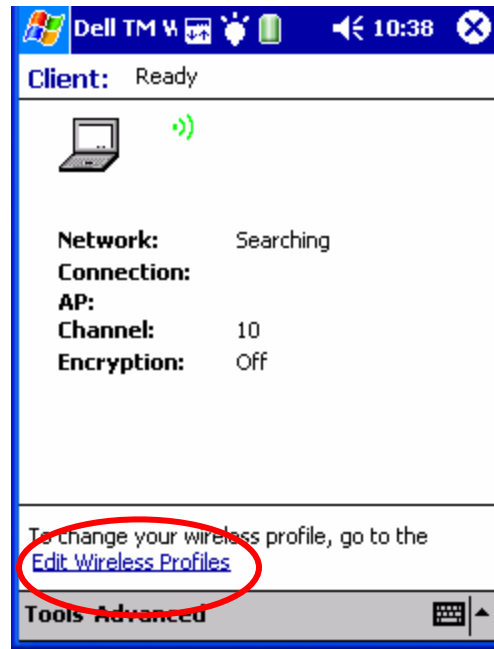 Dell TM W 10:38
Client: Ready
Network: Searching
Connection:
AP:
Channel: 10
Encryption: Off
To change your wireless profile, go to the
Edit Wireless Profiles
Tools Advanced